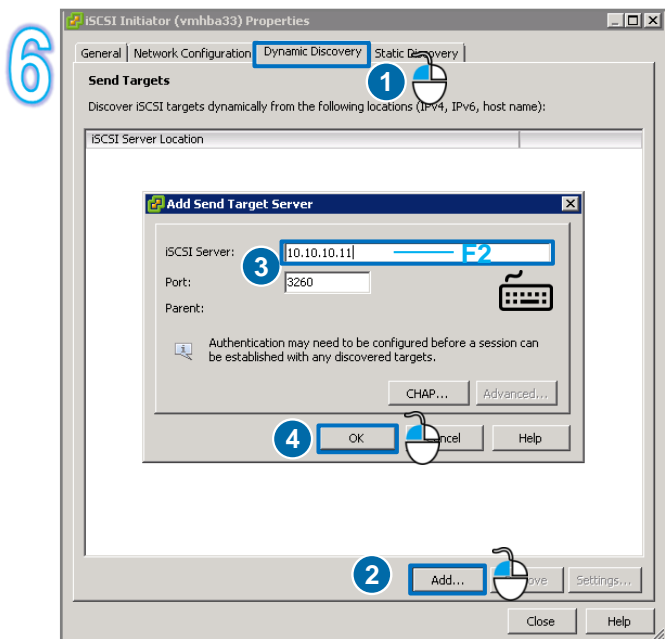 6
iSCSI Initiator (vmhba33) Properties
General Network Configuration Dynamic Discovery Static Discovery
1
Send Targets
Discover iSCSI targets dynamically from the following locations (IPv4, IPv6, host name):
iSCSI Server Location
Add Send Target Server
iSCSI Server: 10.10.10.11 F2
3
Port: 3260
Parent:
Authentication may need to be configured before a session can
be established with any discovered targets.
CHAP... Advanced...
4 OK Cancel Help
2 Add... Remove Settings...
Close Help